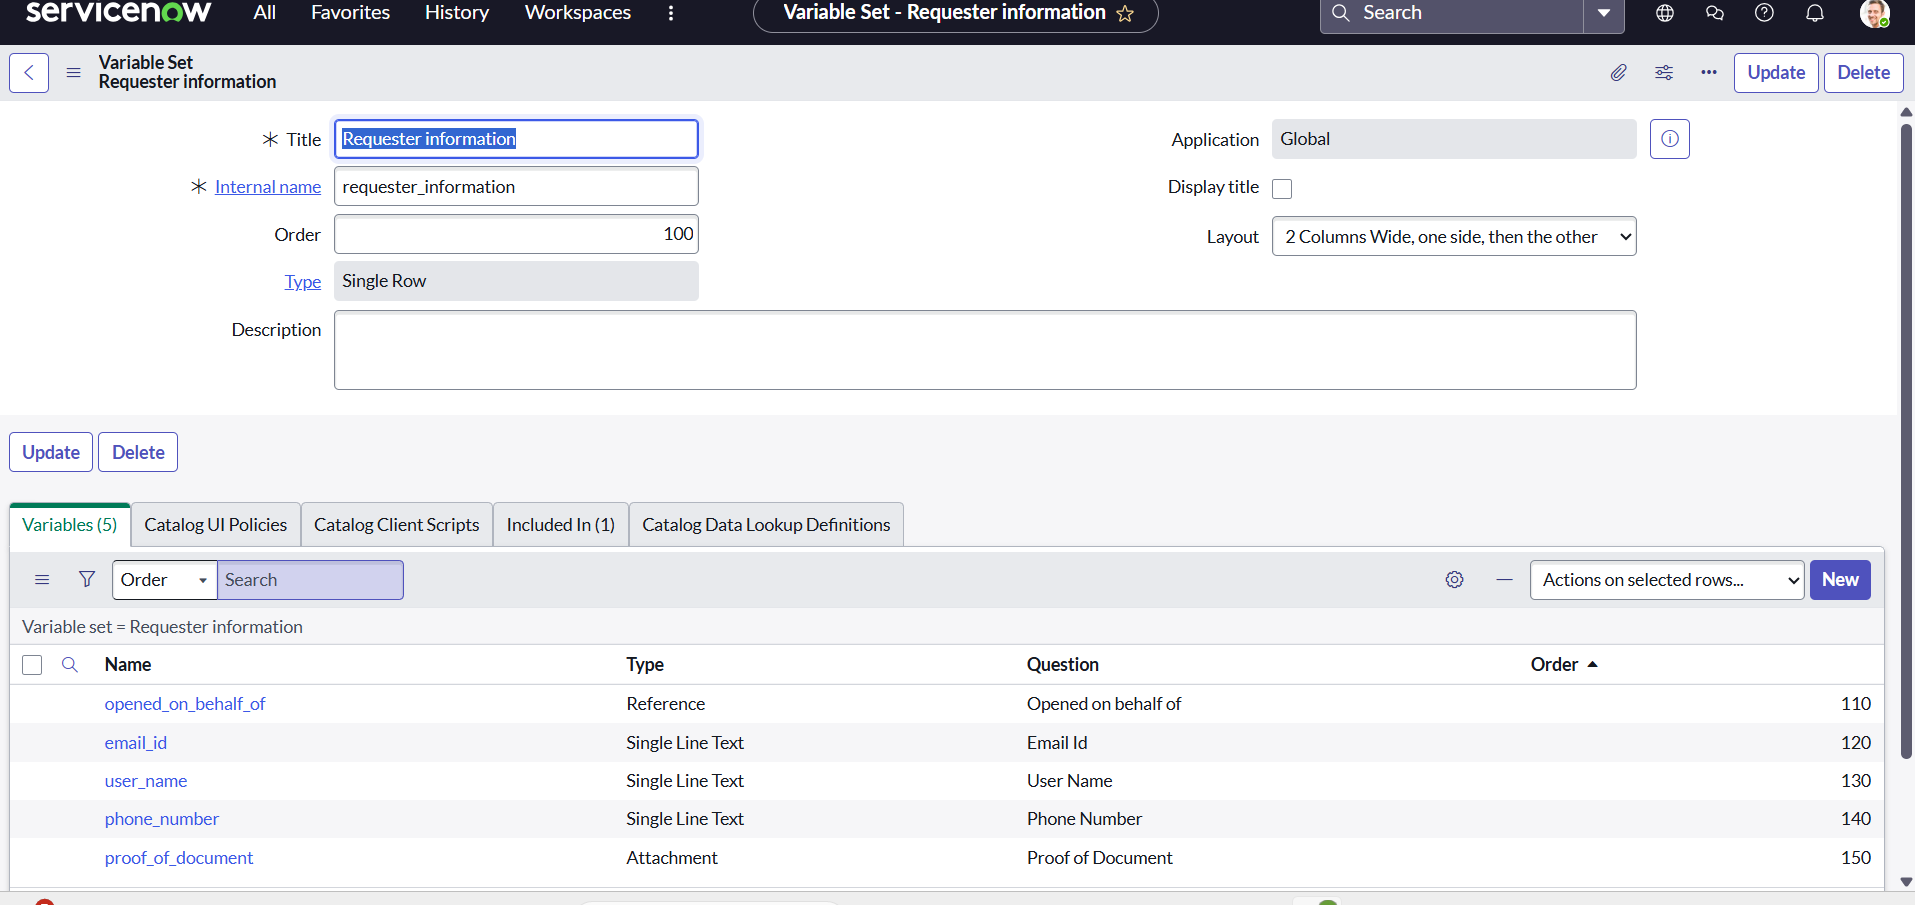 servicenow All Favorites History Workspaces Variable Set - Requester information Search
Variable Set
Requester information
Update Delete
Title Requester information Application Global
Internal name requester_information Display title
Order 100 Layout 2 Columns Wide, one side, then the other
Type Single Row
Description
Update Delete
Variables (5) Catalog UI Policies Catalog Client Scripts Included In (1) Catalog Data Lookup Definitions
Order Search Actions on selected rows... New
Variable set = Requester information
Name Type Question Order
opened_on_behalf_of Reference Opened on behalf of 110
email_id Single Line Text Email Id 120
user_name Single Line Text User Name 130
phone_number Single Line Text Phone Number 140
proof_of_document Attachment Proof of Document 150